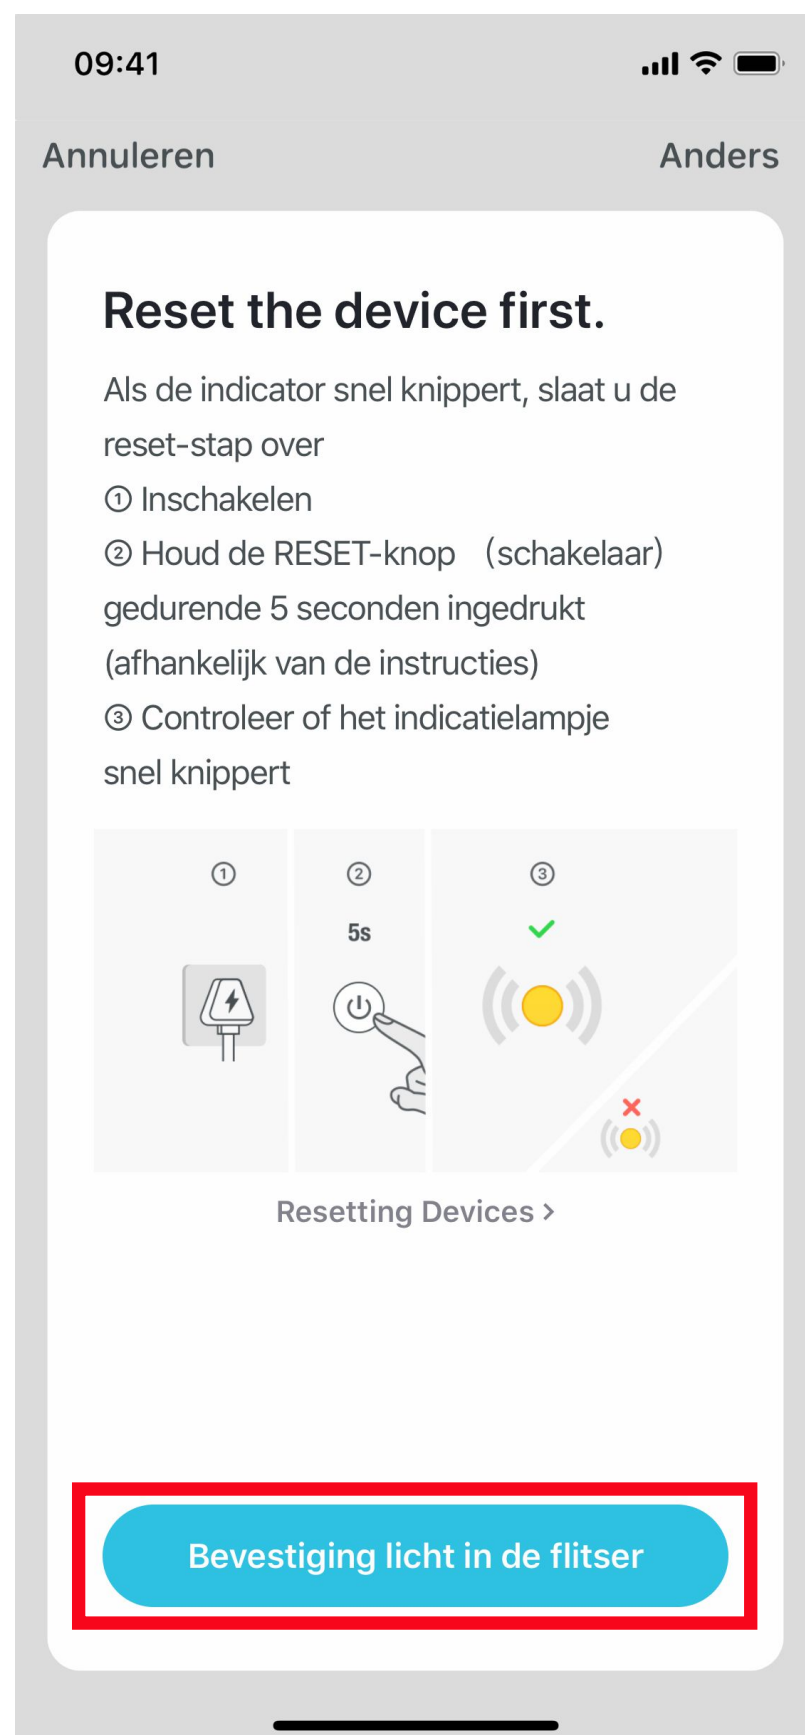 09:41
Annuleren
Anders
Reset the device first.
Als de indicator snel knippert, slaat u de
reset-stap over
① Inschakelen
② Houd de RESET-knop （schakelaar)
gedurende 5 seconden ingedrukt
(afhankelijk van de instructies)
③ Controleer of het indicatielampje
snel knippert
①
②
③
5s
Resetting Devices >
Bevestiging licht in de flitser